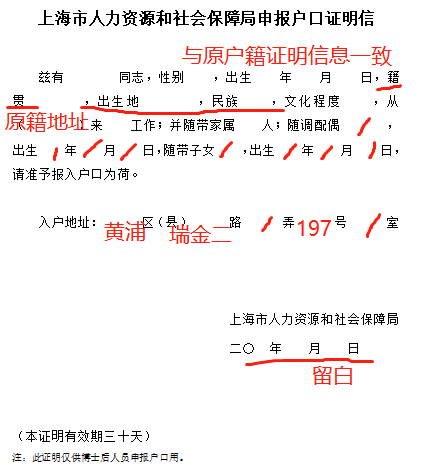 上海市人力资源和社会保障局申报户口证明信
与原户籍证明信息一致
兹有 同志，性别 ，出生 年 月 日，籍
贯 ，出生地 ，民族 ，文化程度 ，从
原籍地址 来 工作；并随带家属 人；随调配偶 / ，
出生 / 年 / 月 / 日，随带子女 / ，出生 / 年 / 月 / 日，
请准予报入户口为荷。
入户地址： 黄浦 区（县） 瑞金二 路 / 弄 197 号 / 室
上海市人力资源和社会保障局
二〇 年 月 日
留白
（本证明有效期三十天）
注：此证明仅供博士后人员申报户口用。